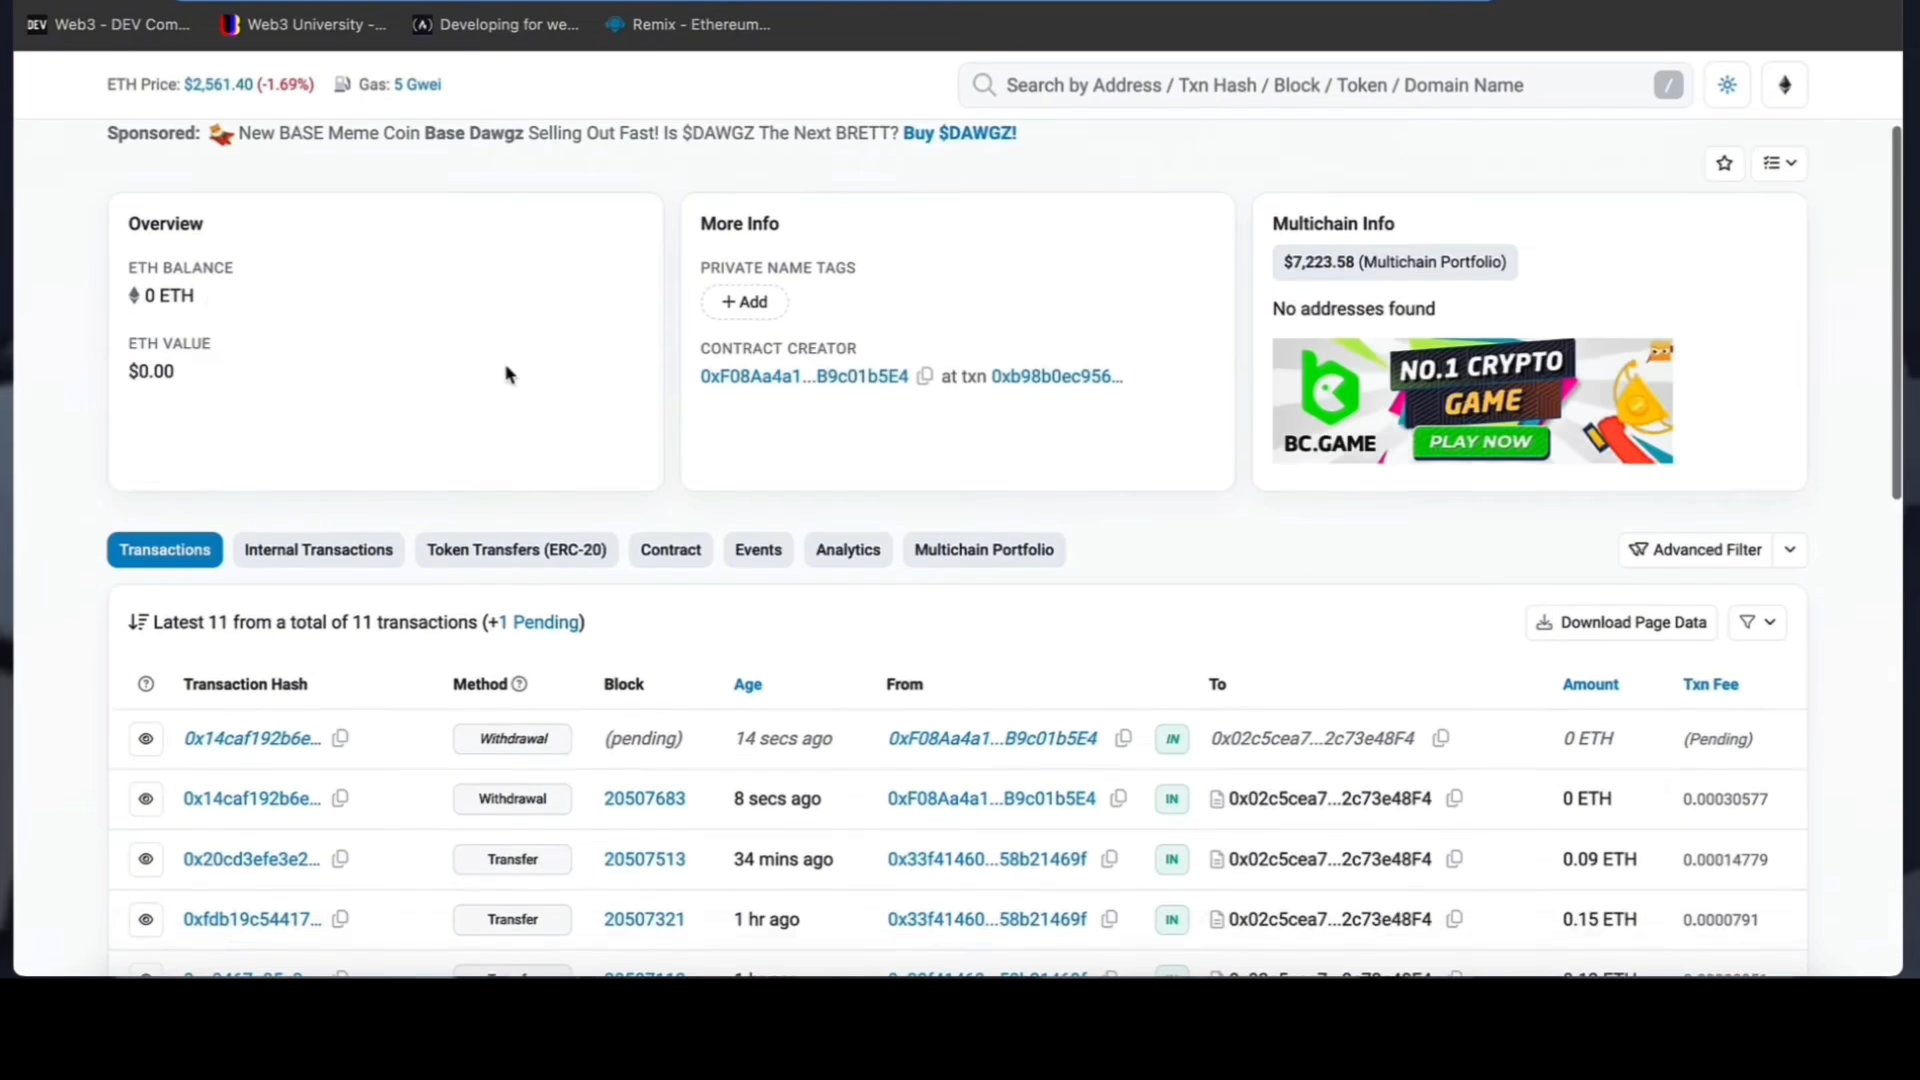 Web3 - DEV Com... Web3 University -... Developing for we... Remix - Ethereum...
ETH Price: $2,561.40 (-1.69%) Gas: 5 Gwei Search by Address / Txn Hash / Block / Token / Domain Name /
Sponsored: New BASE Meme Coin Base Dawgz Selling Out Fast! Is $DAWGZ The Next BRETT? Buy $DAWGZ!
Overview
ETH BALANCE
0 ETH
ETH VALUE
$0.00
More Info
PRIVATE NAME TAGS
+ Add
CONTRACT CREATOR
0xF08Aa4a1...B9c01b5E4 at txn 0xb98b0ec956...
Multichain Info
$7,223.58 (Multichain Portfolio)
No addresses found
NO.1 CRYPTO
GAME
BC.GAME PLAY NOW
Transactions Internal Transactions Token Transfers (ERC-20) Contract Events Analytics Multichain Portfolio Advanced Filter
Latest 11 from a total of 11 transactions (+1 Pending) Download Page Data
Transaction Hash Method Block Age From To Amount Txn Fee
0x14caf192b6e... Withdrawal (pending) 14 secs ago 0xF08Aa4a1...B9c01b5E4 IN 0x02c5cea7...2c73e48F4 0 ETH (Pending)
0x14caf192b6e... Withdrawal 20507683 8 secs ago 0xF08Aa4a1...B9c01b5E4 IN 0x02c5cea7...2c73e48F4 0 ETH 0.00030577
0x20cd3efe3e2... Transfer 20507513 34 mins ago 0x33f41460...58b21469f IN 0x02c5cea7...2c73e48F4 0.09 ETH 0.00014779
0xfdb19c54417... Transfer 20507321 1 hr ago 0x33f41460...58b21469f IN 0x02c5cea7...2c73e48F4 0.15 ETH 0.0000791